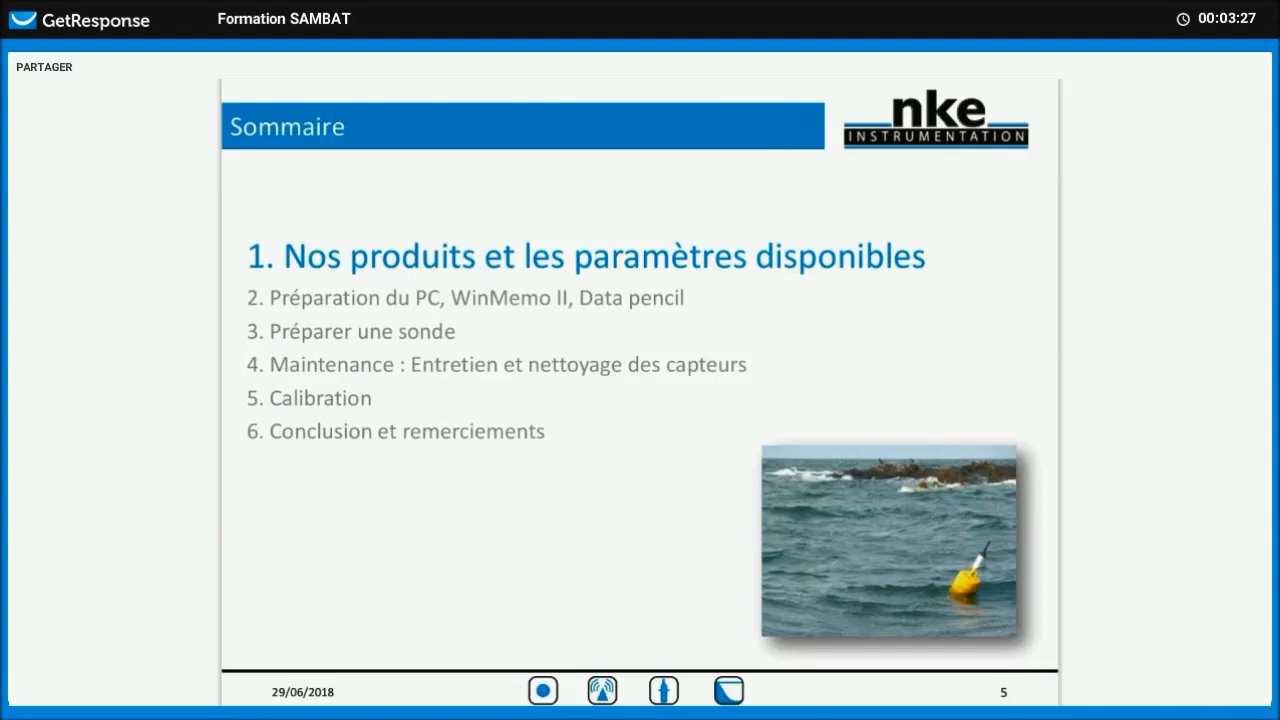 GetResponse
Formation SAMBAT
00:03:27
PARTAGER
Sommaire
nke
INSTRUMENTATION
1. Nos produits et les paramètres disponibles
2. Préparation du PC, WinMemo II, Data pencil
3. Préparer une sonde
4. Maintenance : Entretien et nettoyage des capteurs
5. Calibration
6. Conclusion et remerciements
29/06/2018
5